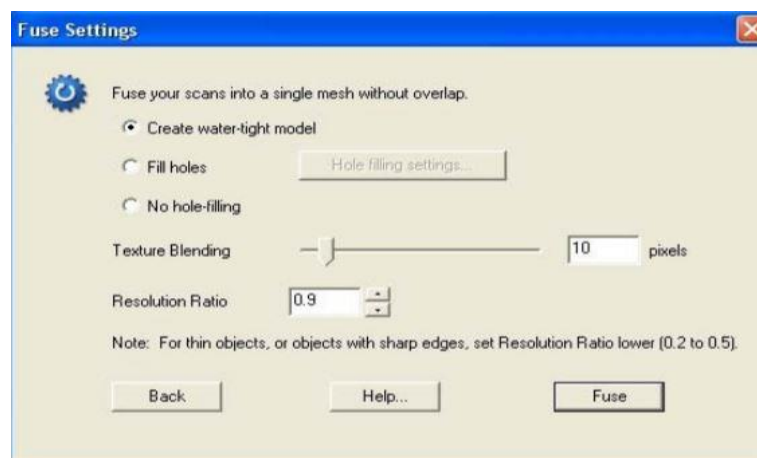 Fuse Settings
Fuse your scans into a single mesh without overlap.
Create water-tight model
Fill holes
Hole filling settings...
No hole-filling
Texture Blending
10
pixels
Resolution Ratio
0.9
Note: For thin objects, or objects with sharp edges, set Resolution Ratio lower (0.2 to 0.5).
Back
Help...
Fuse